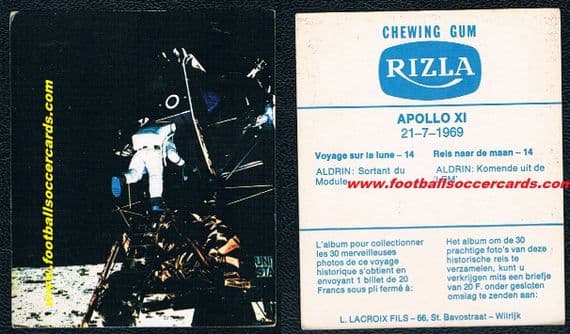 www.footballsoccercards.com
UNI
STA
CHEWING GUM
RIZLA
APOLLO XI
21–7–1969
Voyage sur la lune – 14
ALDRIN: Sortant du
Module
Reis naar de maan – 14
ALDRIN: Komende uit de
'LEM'
www.footballsoccercards.com
L'album pour collectionner
les 30 merveilleuses
photos de ce voyage
historique s'obtient en
envoyant 1 billet de 20
Francs sous pli fermé à:
Het album om de 30
prachtige foto's van deze
historische reis te
verzamelen, kunt u
verkrijgen mits een briefje
van 20 F. onder gesloten
omslag te zenden aan:
L. LACROIX FILS – 66, St. Bavostraat – Wilrijk